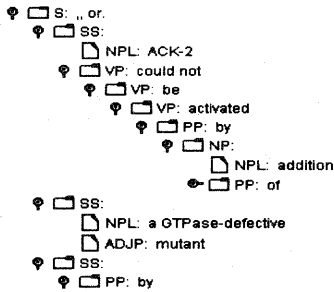 S: ,, or.
SS:
NPL: ACK-2
VP: could not
VP: be
VP: activated
PP: by
NP:
NPL: addition
PP: of
SS:
NPL: a GTPase-defective
ADJP: mutant
SS:
PP: by